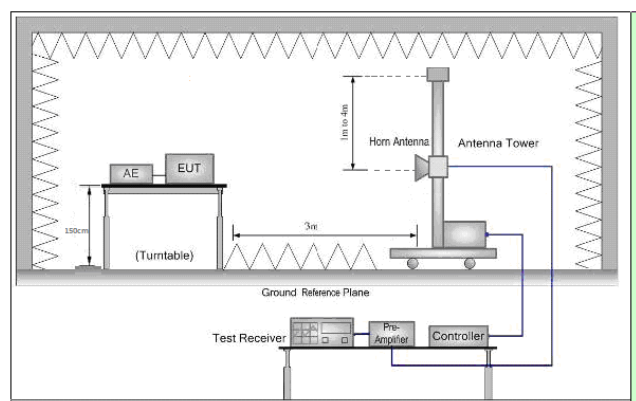 1m to 4m
Horn Antenna
Antenna Tower
AE
EUT
150cm
3m
(Turntable)
Ground Reference Plane
Test Receiver
Pre-
Amplifier
Controller